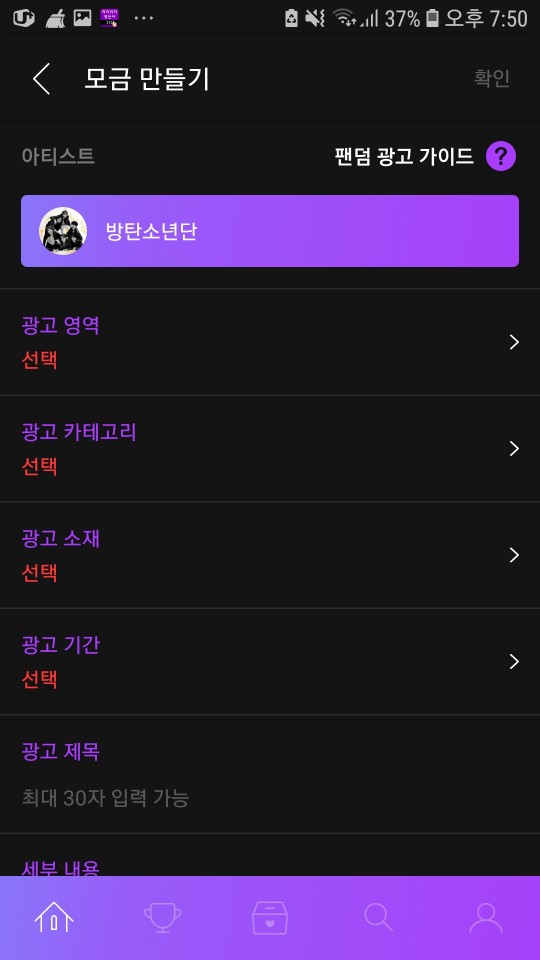 37% 오후 7:50
모금 만들기 확인
아티스트 팬덤 광고 가이드 ?
방탄소년단
광고 영역
선택
광고 카테고리
선택
광고 소재
선택
광고 기간
선택
광고 제목
최대 30자 입력 가능
세부 내용